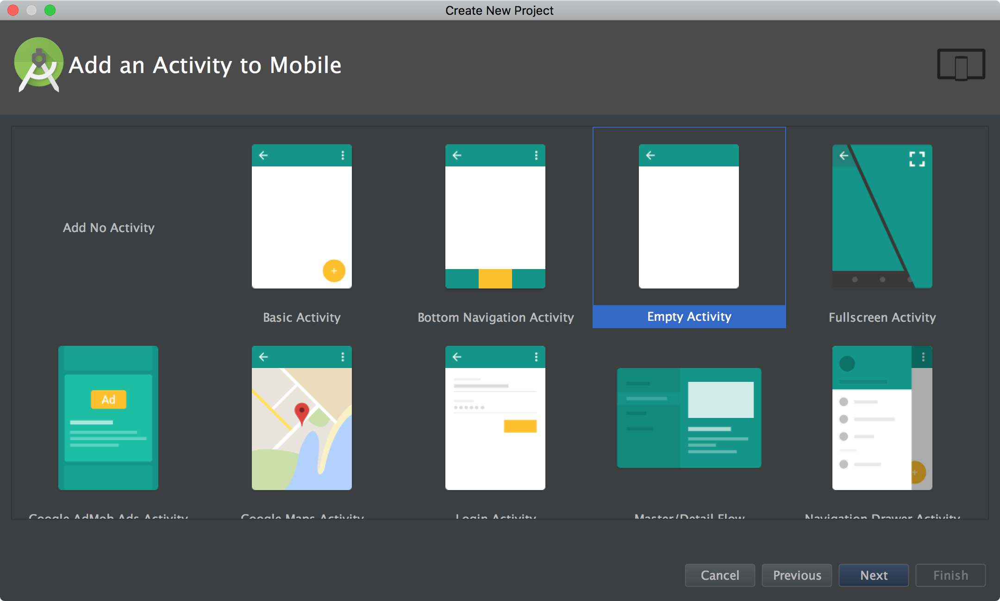 Create New Project
Add an Activity to Mobile
Add No Activity
Basic Activity
Bottom Navigation Activity
Empty Activity
Fullscreen Activity
Ad
Google AdMob Ads Activity
Google Maps Activity
Login Activity
Master/Detail Flow
Navigation Drawer Activity
Cancel
Previous
Next
Finish